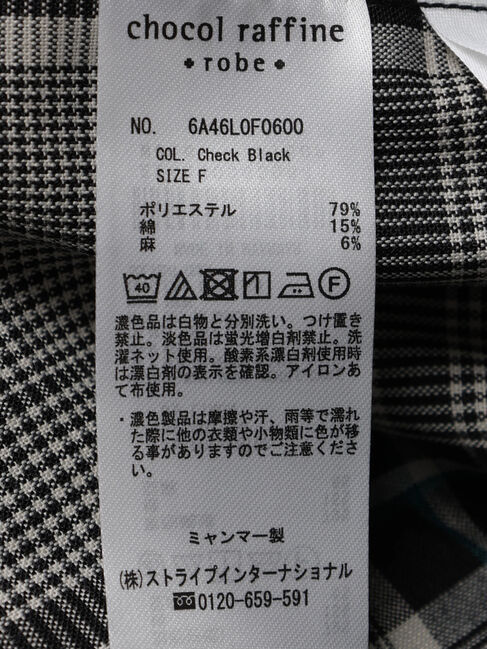 chocol raffine
• robe •
NO. 6A46L0F0600
COL. Check Black
SIZE F
ポリエステル 79%
綿 15%
麻 6%
40 F
濃色品は白物と分別洗い。つけ置き
禁止。淡色品は蛍光増白剤禁止。洗
濯ネット使用。酸素系漂白剤使用時
は漂白剤の表示を確認。アイロンあ
て布使用。
・濃色製品は摩擦や汗、雨等で濡れ
た際に他の衣類や小物類に色が移
る事がありますのでご注意くださ
い。
ミャンマー製
(株)ストライプインターナショナル
0120-659-591